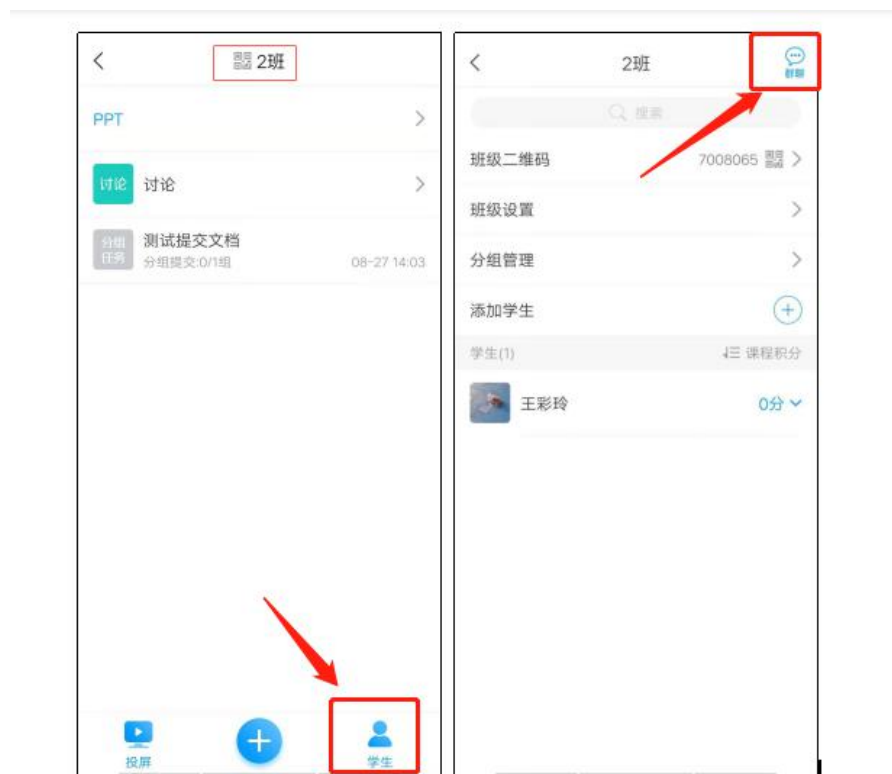 2班
PPT
讨论 讨论
分组任务 测试提交文档
分组提交:0/1组 08-27 14:03
投屏
学生
2班
群聊
搜索
班级二维码 7008065
班级设置
分组管理
添加学生
学生(1) 课程积分
王彩玲 0分